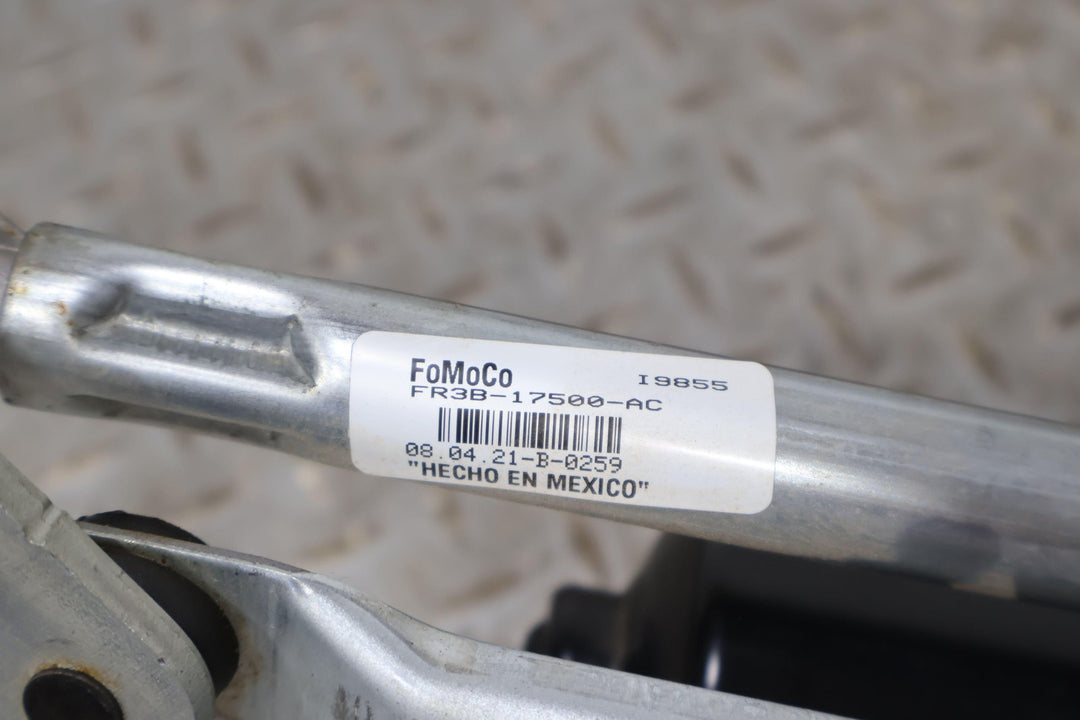 FoMoCo I9855
FR3B-17500-AC
08.04.21-B-0259
"HECHO EN MEXICO"